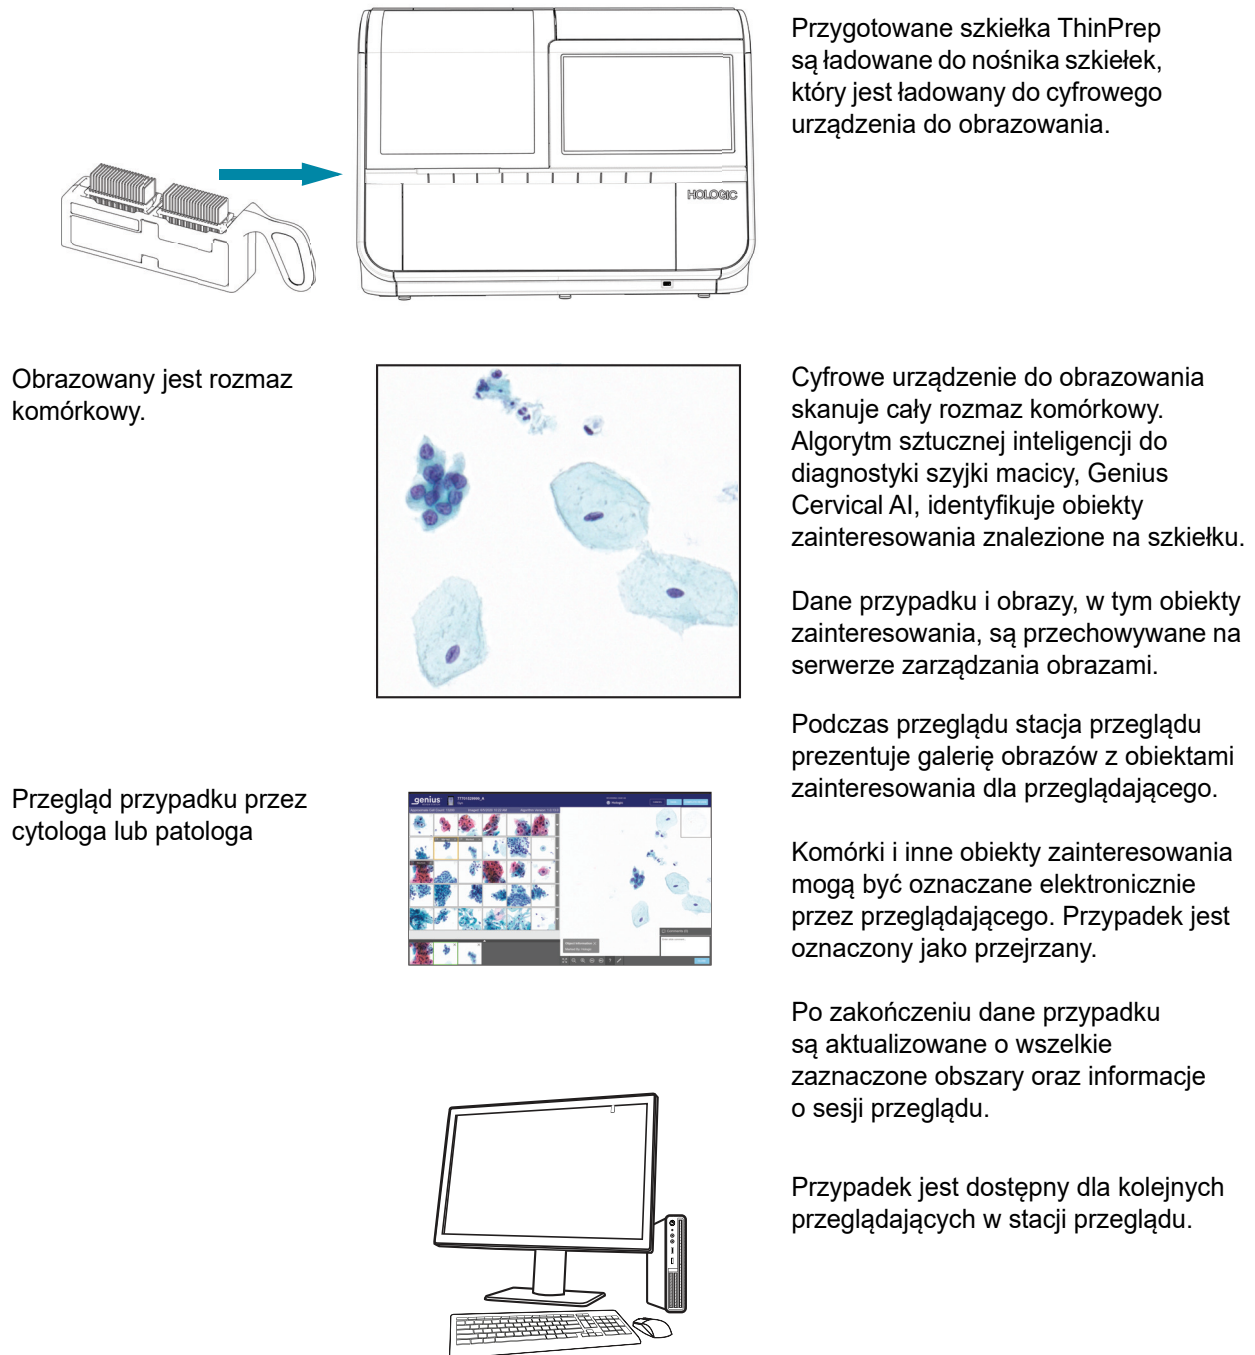 Przygotowane szkiełka ThinPrep
są ładowane do nośnika szkiełek,
który jest ładowany do cyfrowego
urządzenia do obrazowania.
HOLOGIC
Obrazowany jest rozmaz
komórkowy.
Cyfrowe urządzenie do obrazowania
skanuje cały rozmaz komórkowy.
Algorytm sztucznej inteligencji do
diagnostyki szyjki macicy, Genius
Cervical AI, identyfikuje obiekty
zainteresowania znalezione na szkiełku.
Dane przypadku i obrazy, w tym obiekty
zainteresowania, są przechowywane na
serwerze zarządzania obrazami.
Przegląd przypadku przez
cytologa lub patologa
genius
Podczas przeglądu stacja przeglądu
prezentuje galerię obrazów z obiektami
zainteresowania dla przeglądającego.
Komórki i inne obiekty zainteresowania
mogą być oznaczane elektronicznie
przez przeglądającego. Przypadek jest
oznaczony jako przejrzany.
Po zakończeniu dane przypadku
są aktualizowane o wszelkie
zaznaczone obszary oraz informacje
o sesji przeglądu.
Przypadek jest dostępny dla kolejnych
przeglądających w stacji przeglądu.